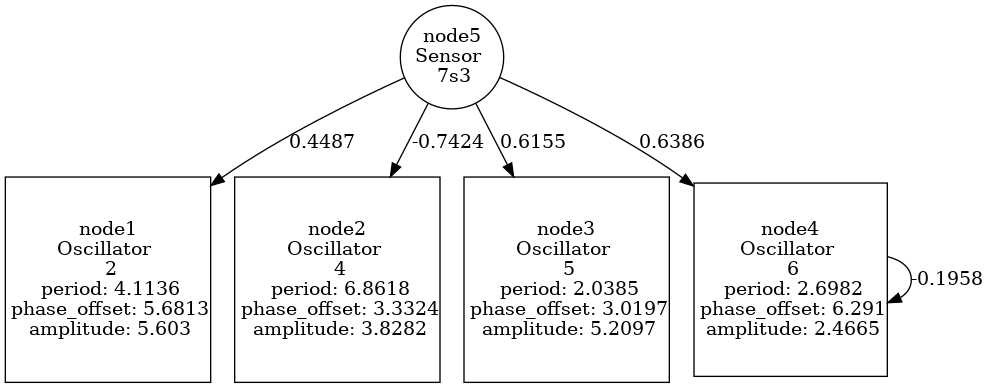 node5
Sensor
7s3
0.4487
-0.7424
0.6155
0.6386
node1
Oscillator
2
period: 4.1136
phase_offset: 5.6813
amplitude: 5.603
node2
Oscillator
4
period: 6.8618
phase_offset: 3.3324
amplitude: 3.8282
node3
Oscillator
5
period: 2.0385
phase_offset: 3.0197
amplitude: 5.2097
node4
Oscillator
6
period: 2.6982
phase_offset: 6.291
amplitude: 2.4665
-0.1958